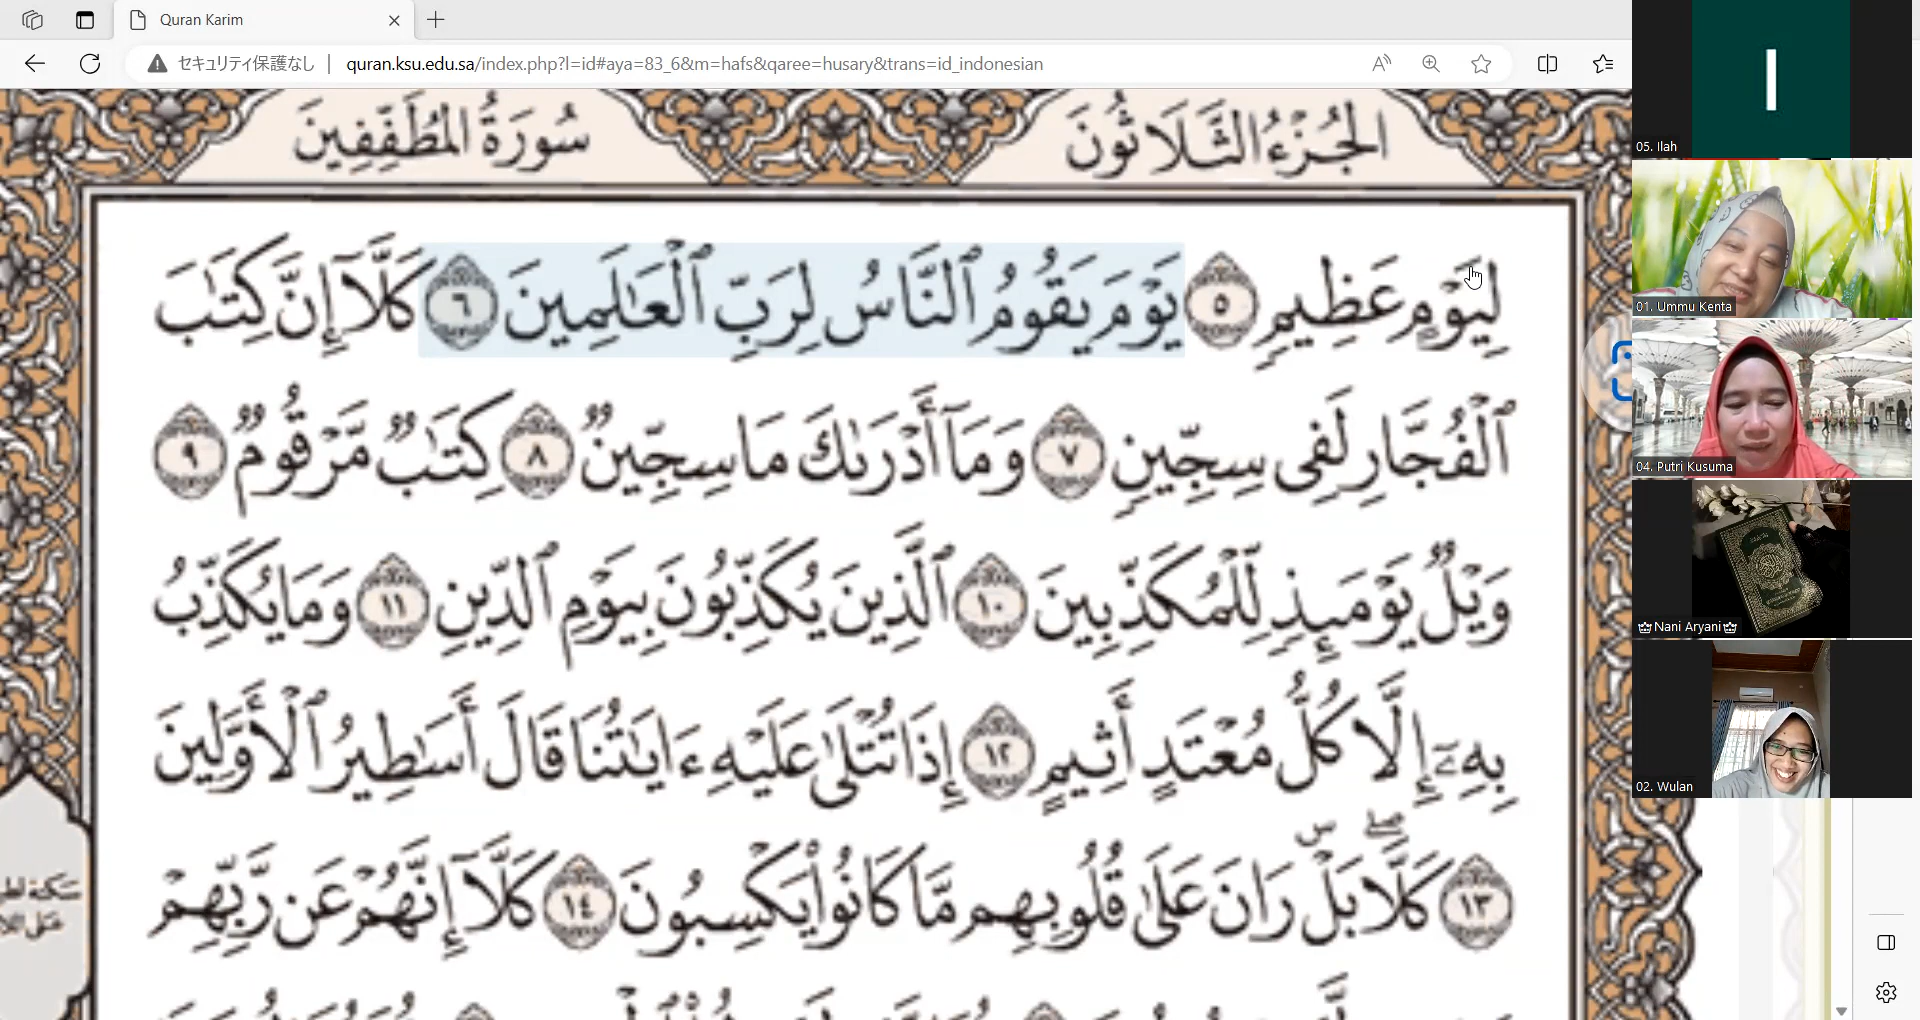 Quran Karim
セキュリティ保護なし | quran.ksu.edu.sa/index.php?l=id#aya=83_6&m=hafs&qaree=husary&trans=id_indonesian
الجُزْءُ الثَّلَاثُونَ
سُورَةُ المُطَفِّفِينَ
لِيَوْمٍ عَظِيمٍ ٥ يَوْمَ يَقُومُ ٱلنَّاسُ لِرَبِّ ٱلْعَٰلَمِينَ ٦ كَلَّآ إِنَّ كِتَٰبَ
ٱلْفُجَّارِ لَفِى سِجِّينٍ ٧ وَمَآ أَدْرَىٰكَ مَا سِجِّينٌ ٨ كِتَٰبٌ مَّرْقُومٌ ٩
وَيْلٌ يَوْمَئِذٍ لِّلْمُكَذِّبِينَ ١٠ ٱلَّذِينَ يُكَذِّبُونَ بِيَوْمِ ٱلدِّينِ ١١ وَمَا يُكَذِّبُ
بِهِۦٓ إِلَّا كُلُّ مُعْتَدٍ أَثِيمٍ ١٢ إِذَا تُتْلَىٰ عَلَيْهِ ءَايَٰتُنَا قَالَ أَسَٰطِيرُ ٱلْأَوَّلِينَ
١٣ كَلَّا ۖ بَلْ ۜ رَانَ عَلَىٰ قُلُوبِهِم مَّا كَانُوا۟ يَكْسِبُونَ ١٤ كَلَّآ إِنَّهُمْ عَن رَّبِّهِمْ
05. Ilah
01. Ummu Kenta
04. Putri Kusuma
Nani Aryani
02. Wulan